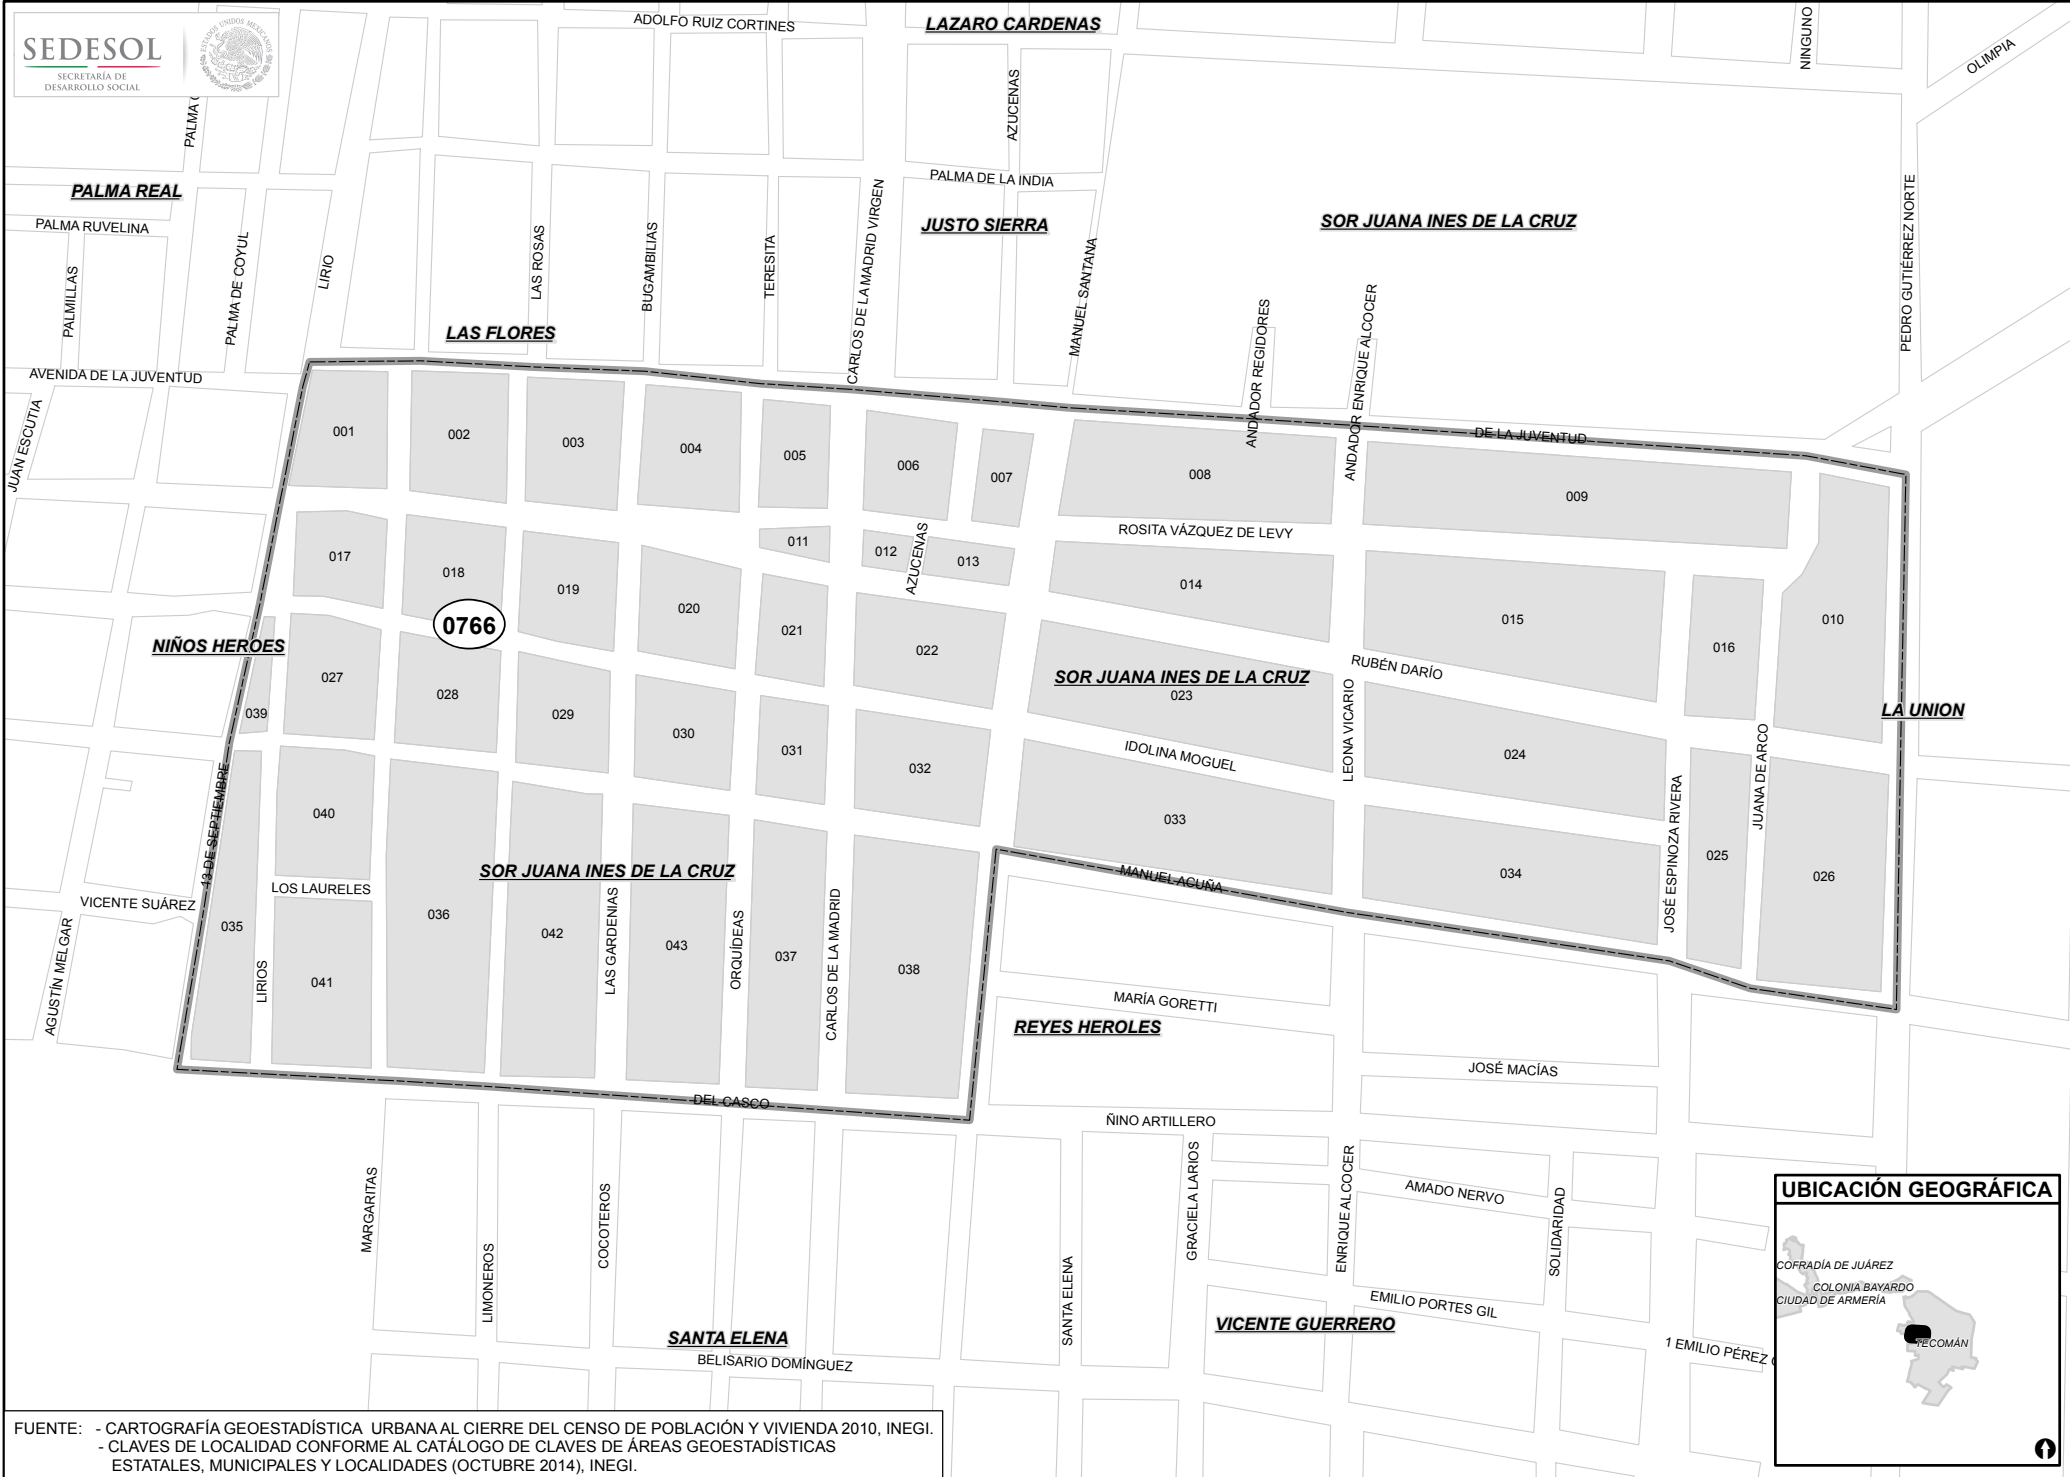 SEDESOL
SECRETARÍA DE
DESARROLLO SOCIAL
ESTADOS UNIDOS MEXICANOS
ADOLFO RUIZ CORTINES
LAZARO CARDENAS
NINGUNO
OLIMPIA
AZUCENAS
PALMA REAL
PALMA RUVELINA
PALMA DE LA INDIA
JUSTO SIERRA
SOR JUANA INES DE LA CRUZ
PEDRO GUTIÉRREZ NORTE
PALMILLAS
PALMA DE COYUL
LIRIO
LAS ROSAS
BUGAMBILIAS
TERESITA
CARLOS DE LA MADRID VIRGEN
MANUEL SANTANA
ANDADOR REGIDORES
ANDADOR ENRIQUE ALCOCER
LAS FLORES
AVENIDA DE LA JUVENTUD
JUAN ESCUTIA
DE LA JUVENTUD
001
002
003
004
005
006
007
008
009
ROSITA VÁZQUEZ DE LEVY
011
012
013
AZUCENAS
014
015
016
010
017
018
019
020
021
022
0766
NIÑOS HEROES
RUBÉN DARÍO
SOR JUANA INES DE LA CRUZ
023
LEONA VICARIO
LA UNION
027
028
029
030
031
032
039
IDOLINA MOGUEL
024
JUANA DE ARCO
JOSÉ ESPINOZA RIVERA
13 DE SEPTIEMBRE
040
033
025
026
034
SOR JUANA INES DE LA CRUZ
MANUEL ACUÑA
LOS LAURELES
VICENTE SUÁREZ
AGUSTÍN MELGAR
035
036
042
043
037
038
041
LIRIOS
LAS GARDENIAS
ORQUÍDEAS
CARLOS DE LA MADRID
MARÍA GORETTI
REYES HEROLES
JOSÉ MACÍAS
DEL CASCO
ÑINO ARTILLERO
MARGARITAS
LIMONEROS
COCOTEROS
SANTA ELENA
GRACIELA LARIOS
ENRIQUE ALCOCER
AMADO NERVO
SOLIDARIDAD
EMILIO PORTES GIL
VICENTE GUERRERO
SANTA ELENA
BELISARIO DOMÍNGUEZ
1 EMILIO PÉREZ
UBICACIÓN GEOGRÁFICA
COFRADÍA DE JUÁREZ
COLONIA BAYARDO
CIUDAD DE ARMERÍA
TECOMÁN
FUENTE: - CARTOGRAFÍA GEOESTADÍSTICA URBANA AL CIERRE DEL CENSO DE POBLACIÓN Y VIVIENDA 2010, INEGI.
- CLAVES DE LOCALIDAD CONFORME AL CATÁLOGO DE CLAVES DE ÁREAS GEOESTADÍSTICAS
ESTATALES, MUNICIPALES Y LOCALIDADES (OCTUBRE 2014), INEGI.
PALMA